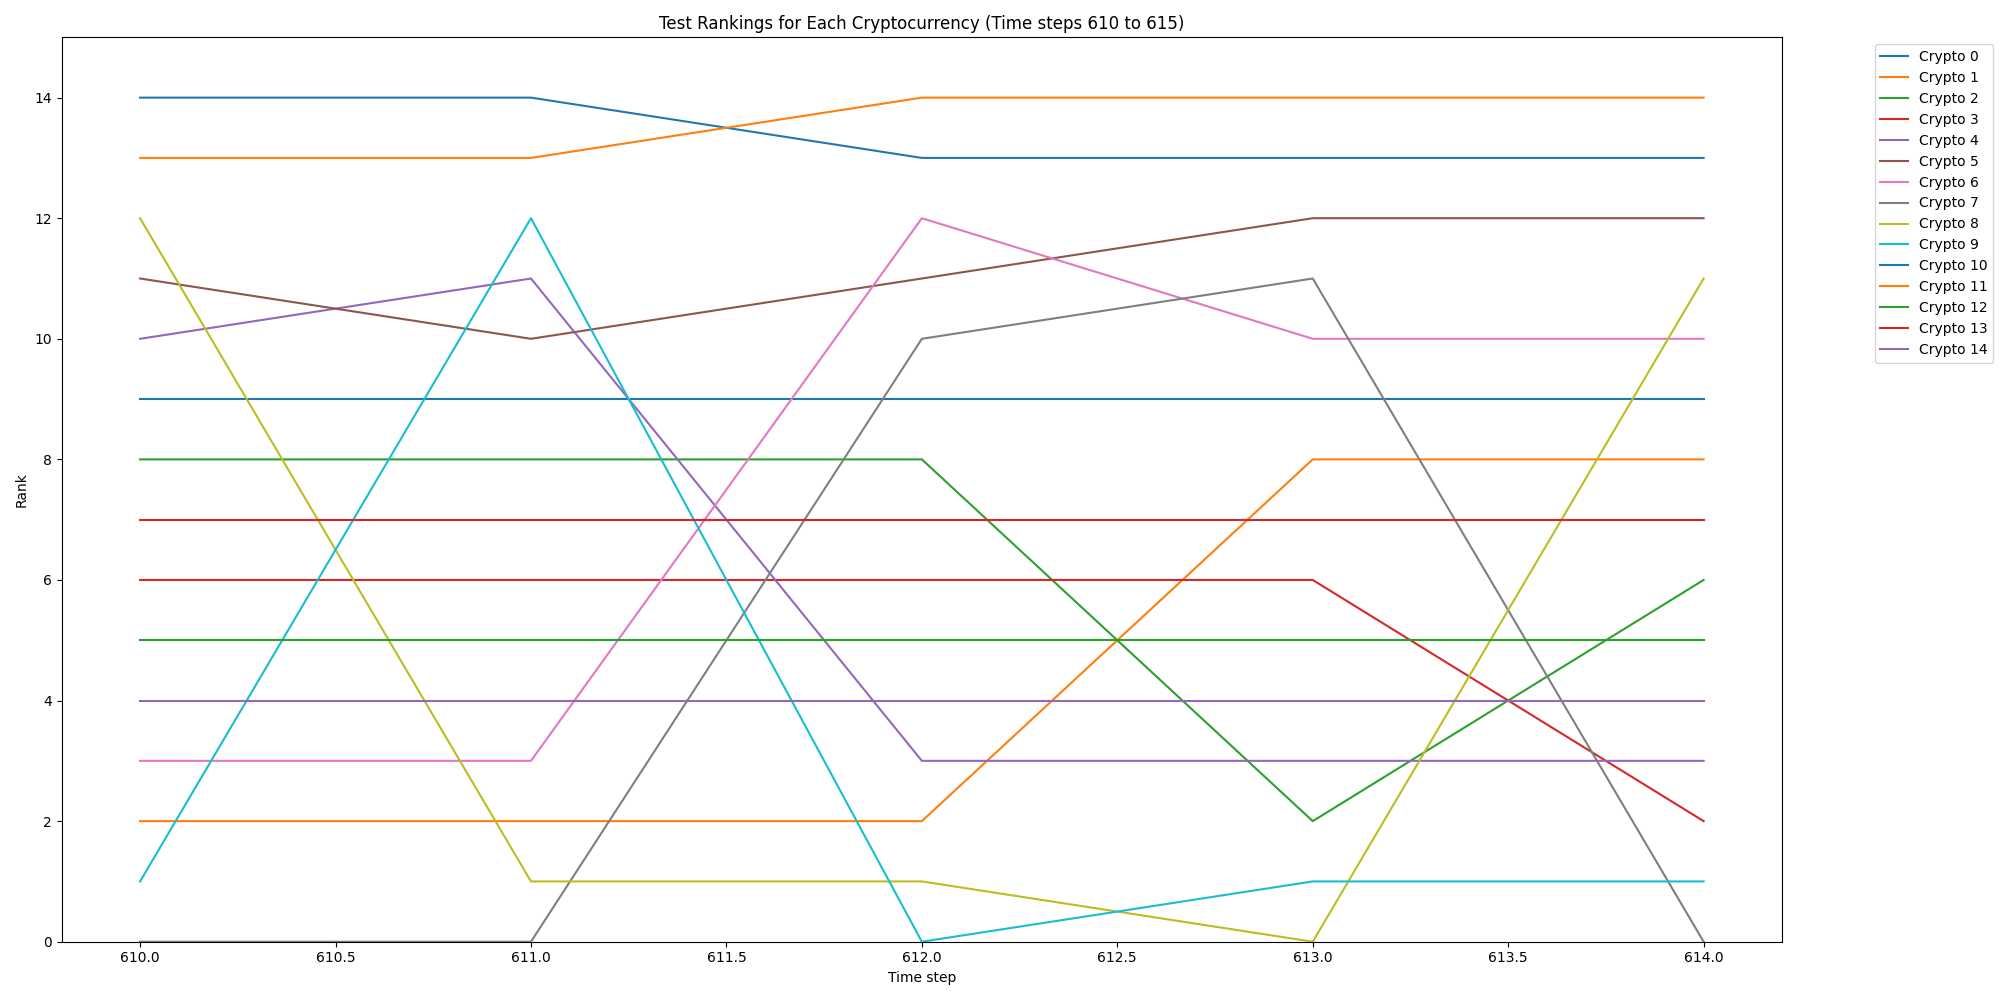 Test Rankings for Each Cryptocurrency (Time steps 610 to 615)
Rank
14
12
10
8
6
4
2
0
610.0 610.5 611.0 611.5 612.0 612.5 613.0 613.5 614.0
Time step
Crypto 0
Crypto 1
Crypto 2
Crypto 3
Crypto 4
Crypto 5
Crypto 6
Crypto 7
Crypto 8
Crypto 9
Crypto 10
Crypto 11
Crypto 12
Crypto 13
Crypto 14